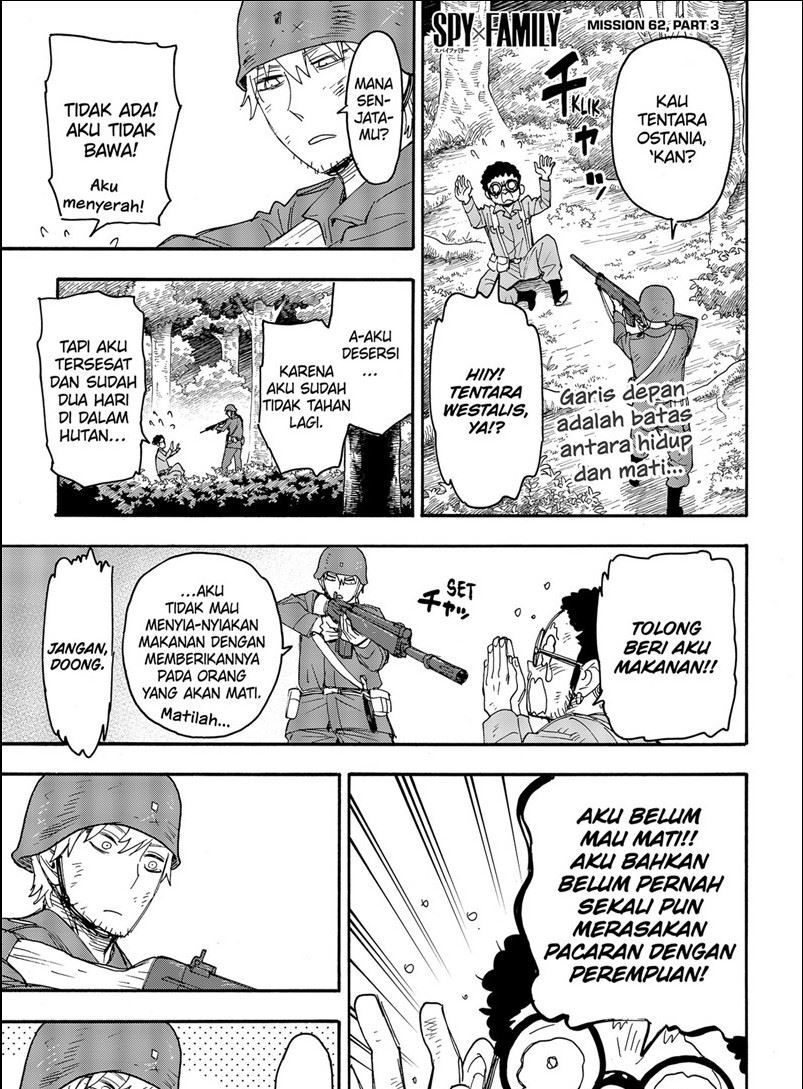 SPY×FAMILY
スパイファミリー
MISSION 62, PART 3
KAU
TENTARA
OSTANIA,
'KAN?
チャッ
KLIK
HIIY!
TENTARA
WESTALIS,
YA!?
Garis depan
adalah batas
antara hidup
dan mati...
MANA
SEN-
JATA-
MU?
TIDAK ADA!
AKU TIDAK
BAWA!
Aku
menyerah!
A-AKU
DESERSI
...
KARENA
AKU SUDAH
TIDAK TAHAN
LAGI.
TAPI AKU
TERSESAT
DAN SUDAH
DUA HARI
DI DALAM
HUTAN...
TOLONG
BERI AKU
MAKANAN!!
SET
チャッ
...AKU
TIDAK MAU
MENYIA-NYIAKAN
MAKANAN DENGAN
MEMBERIKANNYA
PADA ORANG
YANG AKAN MATI.
Matilah...
JANGAN,
DOONG.
AKU BELUM
MAU MATI!!
AKU BAHKAN
BELUM PERNAH
SEKALI PUN
MERASAKAN
PACARAN DENGAN
PEREMPUAN!